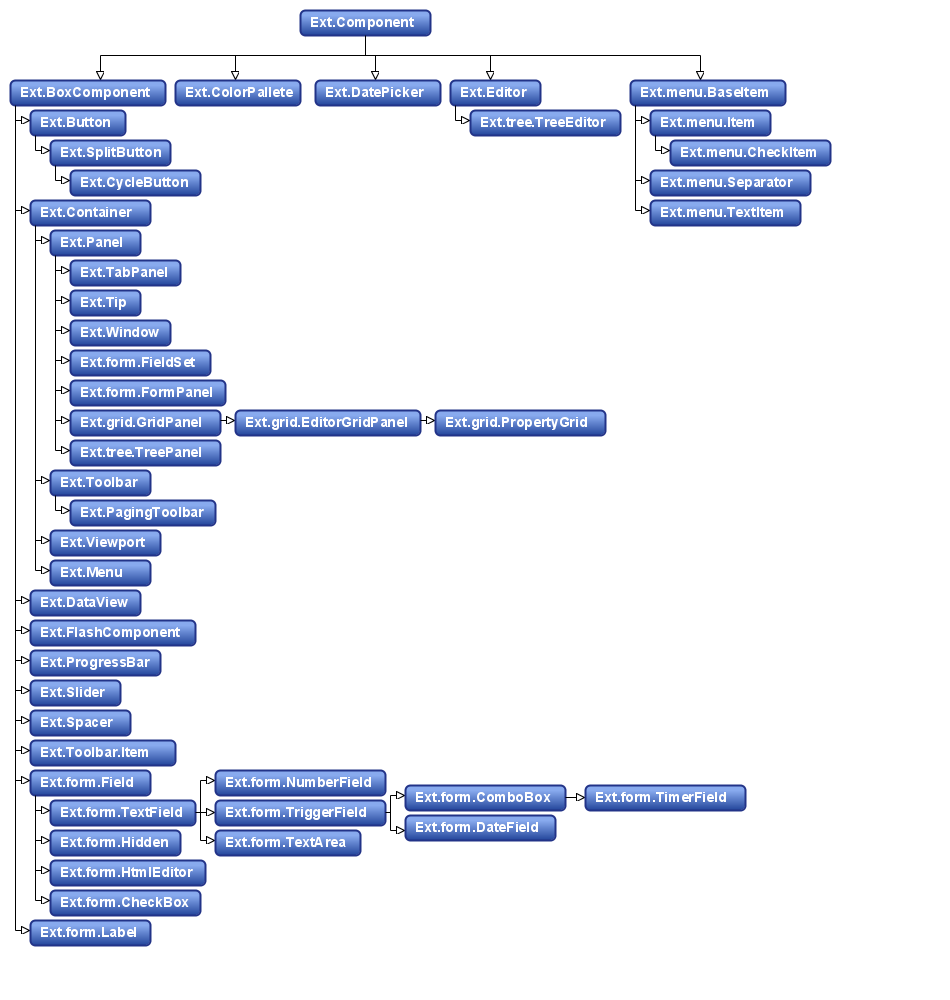 Ext.Component
Ext.BoxComponent
Ext.ColorPallete
Ext.DatePicker
Ext.Editor
Ext.menu.BaseItem
Ext.Button
Ext.tree.TreeEditor
Ext.menu.Item
Ext.SplitButton
Ext.menu.CheckItem
Ext.CycleButton
Ext.menu.Separator
Ext.Container
Ext.menu.TextItem
Ext.Panel
Ext.TabPanel
Ext.Tip
Ext.Window
Ext.form.FieldSet
Ext.form.FormPanel
Ext.grid.GridPanel
Ext.grid.EditorGridPanel
Ext.grid.PropertyGrid
Ext.tree.TreePanel
Ext.Toolbar
Ext.PagingToolbar
Ext.Viewport
Ext.Menu
Ext.DataView
Ext.FlashComponent
Ext.ProgressBar
Ext.Slider
Ext.Spacer
Ext.Toolbar.Item
Ext.form.Field
Ext.form.NumberField
Ext.form.ComboBox
Ext.form.TimerField
Ext.form.TextField
Ext.form.TriggerField
Ext.form.DateField
Ext.form.Hidden
Ext.form.TextArea
Ext.form.HtmlEditor
Ext.form.CheckBox
Ext.form.Label